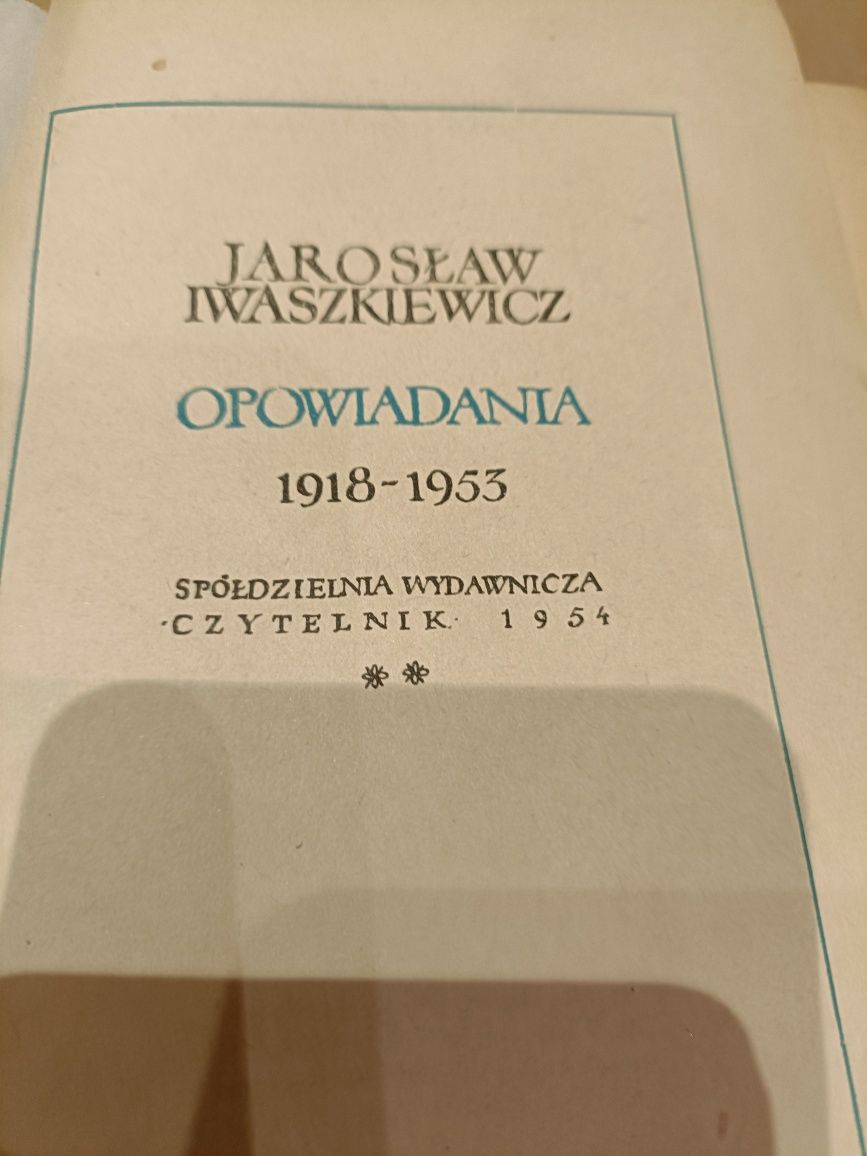 JAROSŁAW
IWASZKIEWICZ
OPOWIADANIA
1918-1953
SPÓŁDZIELNIA WYDAWNICZA
·CZYTELNIK· 1954